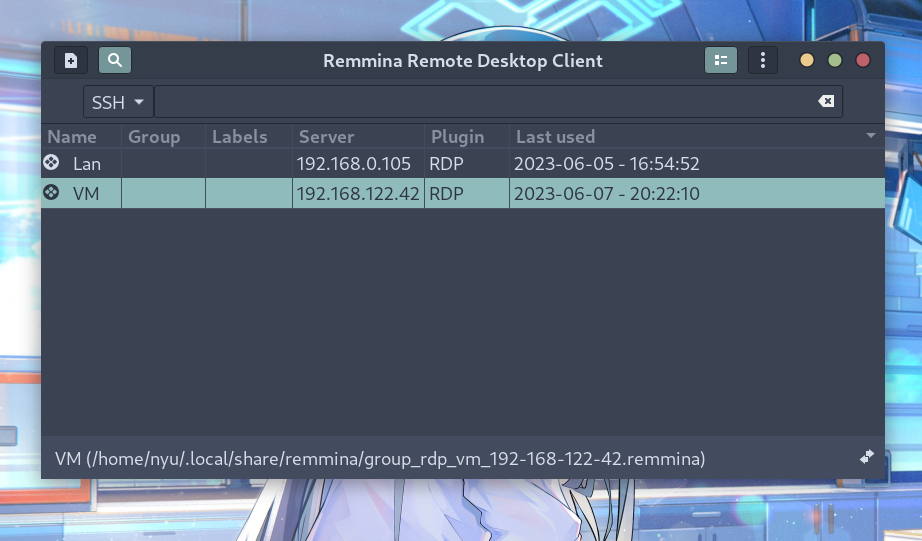 Remmina Remote Desktop Client
SSH
Name Group Labels Server Plugin Last used
Lan 192.168.0.105 RDP 2023-06-05 - 16:54:52
VM 192.168.122.42 RDP 2023-06-07 - 20:22:10
VM (/home/nyu/.local/share/remmina/group_rdp_vm_192-168-122-42.remmina)